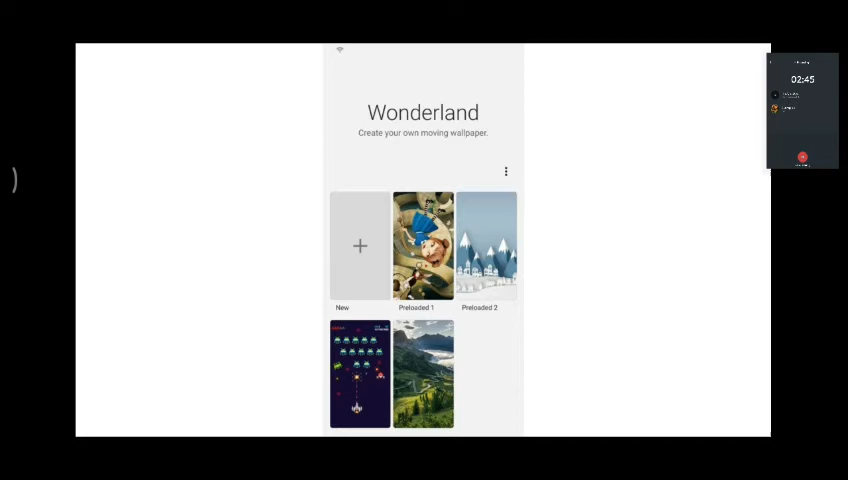 Wonderland
Create your own moving wallpaper.
02:45
New
Preloaded 1
Preloaded 2